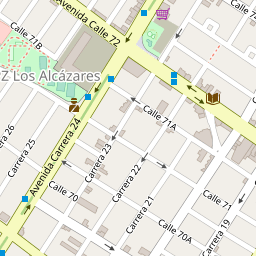 Avenida Calle 72
Calle 71B
Z Los Alcázares
Calle 71A
Avenida Carrera 24
Carrera 26
Carrera 25
Carrera 23
Carrera 22
Calle 70
Carrera 21
Calle 71
Carrera 19
Calle 70A